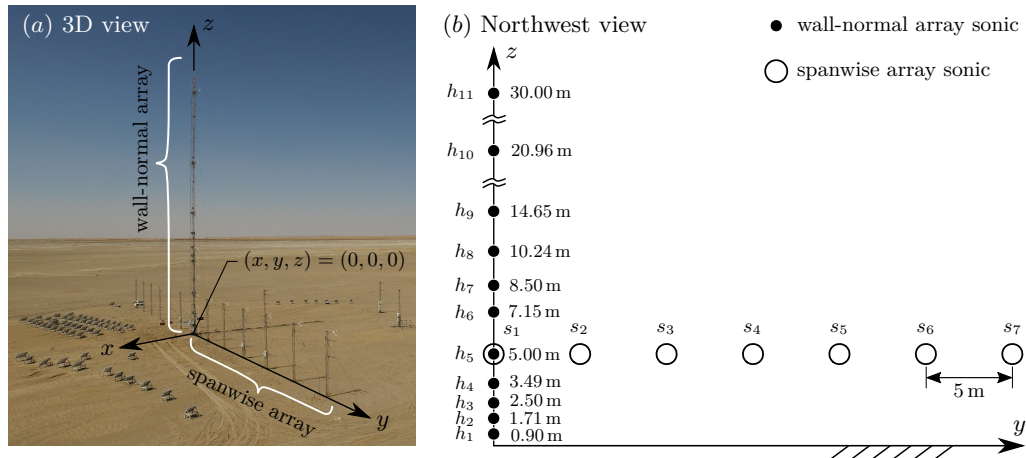 (a) 3D view
z
wall-normal array
(x, y, z) = (0,0,0)
x
spanwise array
y
(b) Northwest view
z
wall-normal array sonic
spanwise array sonic
h₁₁ 30.00 m
h₁₀ 20.96 m
h₉ 14.65 m
h₈ 10.24 m
h₇ 8.50 m
h₆ 7.15 m
s₁ s₂ s₃ s₄ s₅ s₆ s₇
h₅ 5.00 m
h₄ 3.49 m
5 m
h₃ 2.50 m
h₂ 1.71 m
h₁ 0.90 m
y